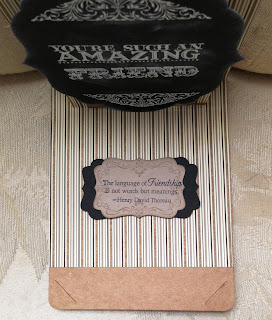 YOU'RE SUCH AN
AMAZING
FRIEND
The language of Friendship
is not words but meanings.
~Henry David Thoreau